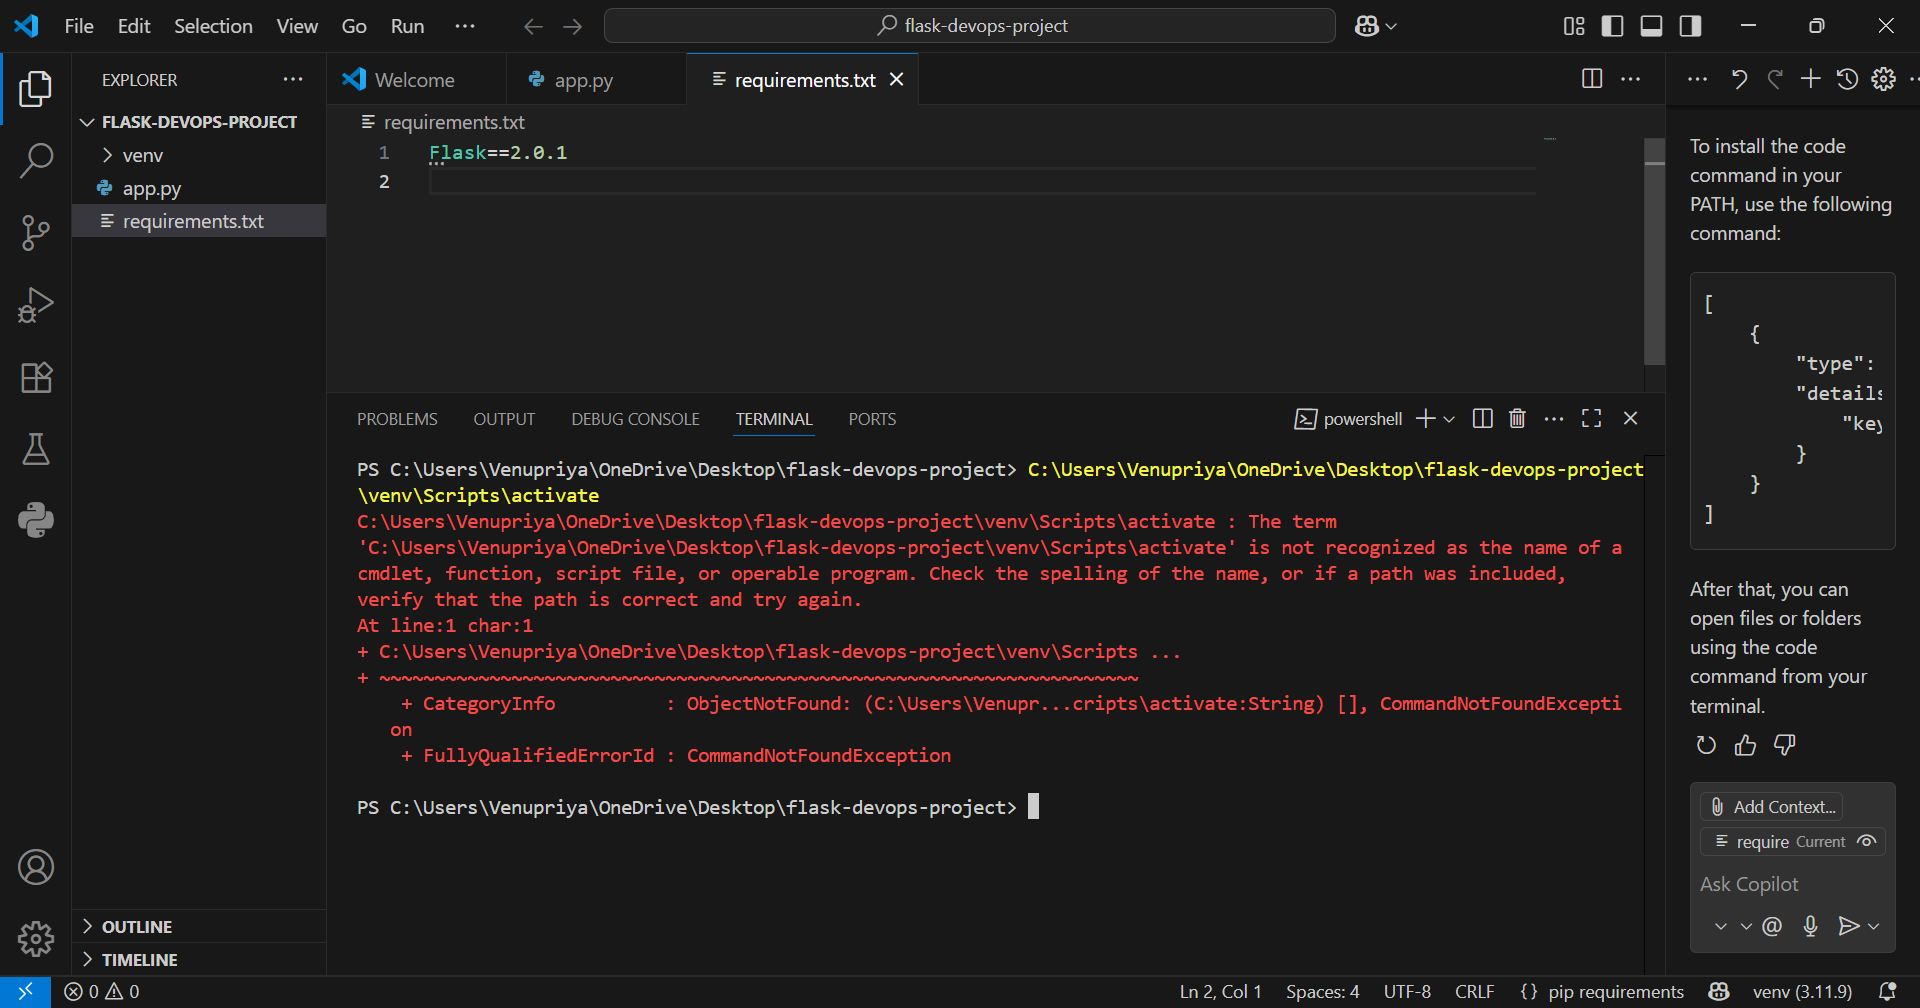 File Edit Selection View Go Run ···
flask-devops-project
EXPLORER
FLASK-DEVOPS-PROJECT
venv
app.py
requirements.txt
OUTLINE
TIMELINE
Welcome
app.py
requirements.txt
requirements.txt
1 Flask==2.0.1
2
PROBLEMS OUTPUT DEBUG CONSOLE TERMINAL PORTS
powershell
PS C:\Users\Venupriya\OneDrive\Desktop\flask-devops-project> C:\Users\Venupriya\OneDrive\Desktop\flask-devops-project
\venv\Scripts\activate
C:\Users\Venupriya\OneDrive\Desktop\flask-devops-project\venv\Scripts\activate : The term
'C:\Users\Venupriya\OneDrive\Desktop\flask-devops-project\venv\Scripts\activate' is not recognized as the name of a
cmdlet, function, script file, or operable program. Check the spelling of the name, or if a path was included,
verify that the path is correct and try again.
At line:1 char:1
+ C:\Users\Venupriya\OneDrive\Desktop\flask-devops-project\venv\Scripts ...
+ ~~~~~~~~~~~~~~~~~~~~~~~~~~~~~~~~~~~~~~~~~~~~~~~~~~~~~~~~~~~~~~~~~~~~~
+ CategoryInfo : ObjectNotFound: (C:\Users\Venupr...cripts\activate:String) [], CommandNotFoundExcepti
on
+ FullyQualifiedErrorId : CommandNotFoundException
PS C:\Users\Venupriya\OneDrive\Desktop\flask-devops-project>
To install the code
command in your
PATH, use the following
command:
[
{
"type":
"details
"key
}
}
]
After that, you can
open files or folders
using the code
command from your
terminal.
Add Context...
require Current
Ask Copilot
@
0 0
Ln 2, Col 1 Spaces: 4 UTF-8 CRLF {} pip requirements venv (3.11.9)